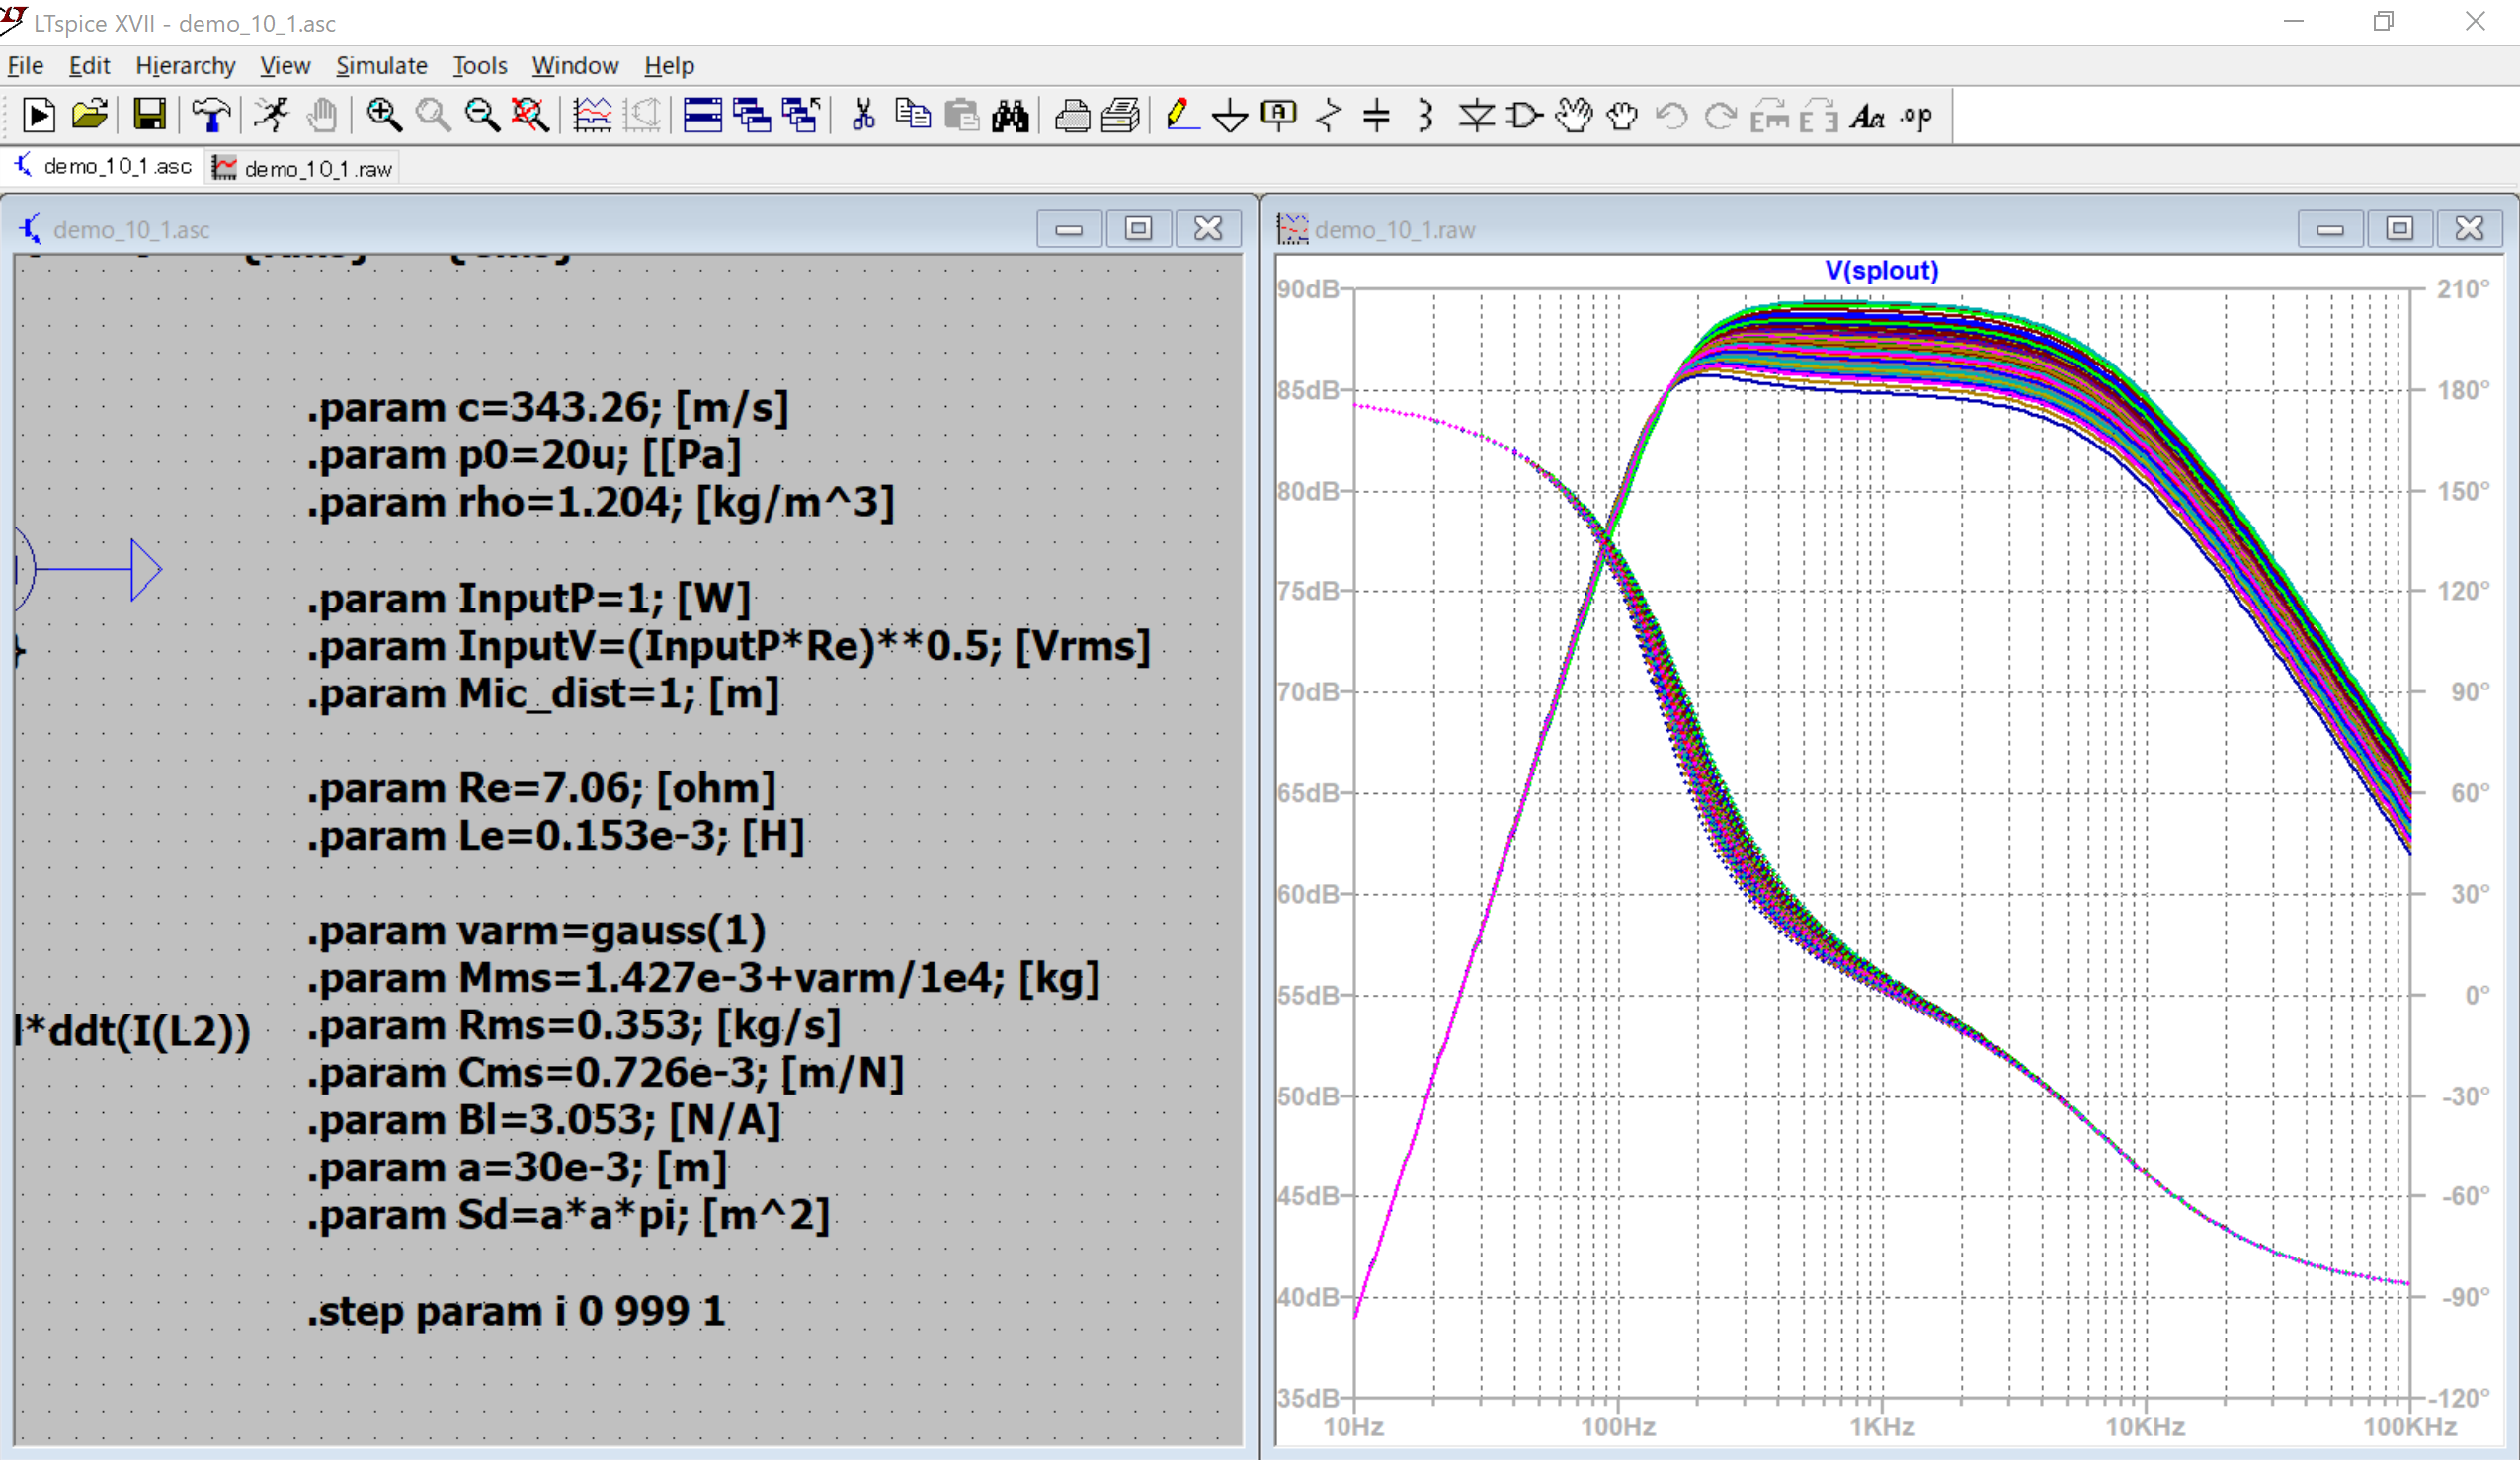 LTspice XVII - demo_10_1.asc
File Edit Hierarchy View Simulate Tools Window Help
A Aa .op
demo_10_1.asc demo_10_1.raw
demo_10_1.asc
.param c=343.26; [m/s]
.param p0=20u; [[Pa]
.param rho=1.204; [kg/m^3]
.param InputP=1; [W]
.param InputV=(InputP*Re)**0.5; [Vrms]
.param Mic_dist=1; [m]
.param Re=7.06; [ohm]
.param Le=0.153e-3; [H]
.param varm=gauss(1)
.param Mms=1.427e-3+varm/1e4; [kg]
l*ddt(I(L2))
.param Rms=0.353; [kg/s]
.param Cms=0.726e-3; [m/N]
.param Bl=3.053; [N/A]
.param a=30e-3; [m]
.param Sd=a*a*pi; [m^2]
.step param i 0 999 1
demo_10_1.raw
V(splout)
90dB 210°
85dB 180°
80dB 150°
75dB 120°
70dB 90°
65dB 60°
60dB 30°
55dB 0°
50dB -30°
45dB -60°
40dB -90°
35dB -120°
10Hz 100Hz 1KHz 10KHz 100KHz